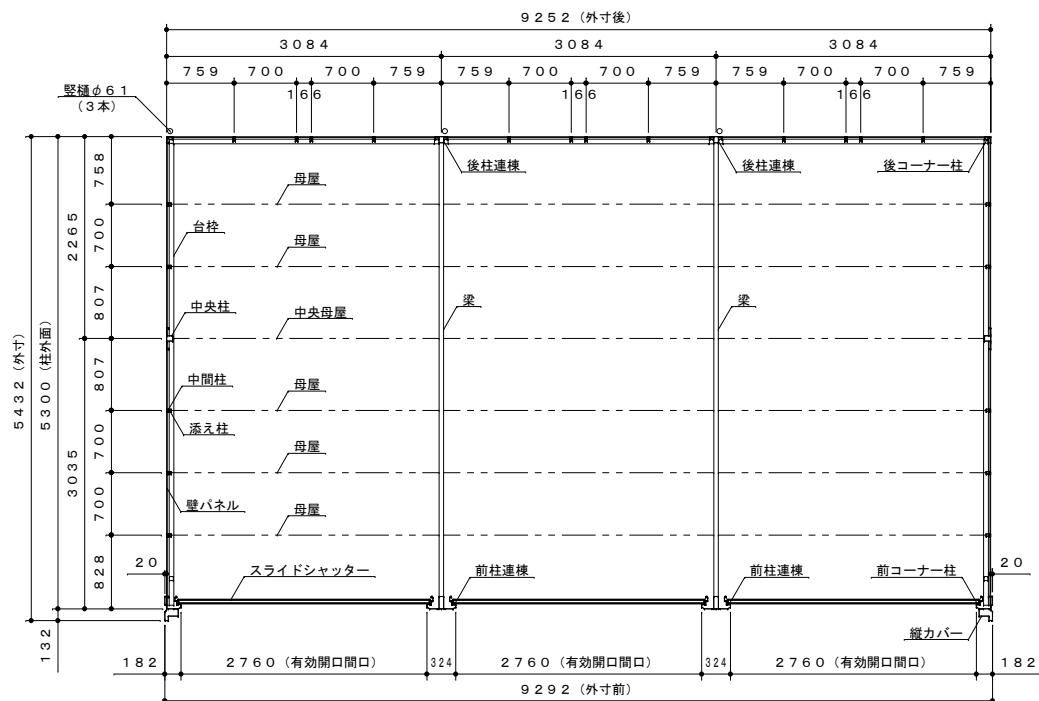 9252（外寸後）
3084 3084 3084
759 700 700 759 759 700 700 759 759 700 700 759
166 166 166
竪樋φ61
（3本）
後柱連棟 後柱連棟 後コーナー柱
758
母屋
台枠
2265
700
母屋
807
中央柱 中央母屋 梁 梁
5432（外寸）
5300（柱外面）
807
中間柱 母屋
添え柱
700
3035
母屋
壁パネル
700
母屋
828
20 スライドシャッター 前柱連棟 前柱連棟 前コーナー柱 20
縦カバー
132
182 2760（有効開口間口） 324 2760（有効開口間口） 324 2760（有効開口間口） 182
9292（外寸前）